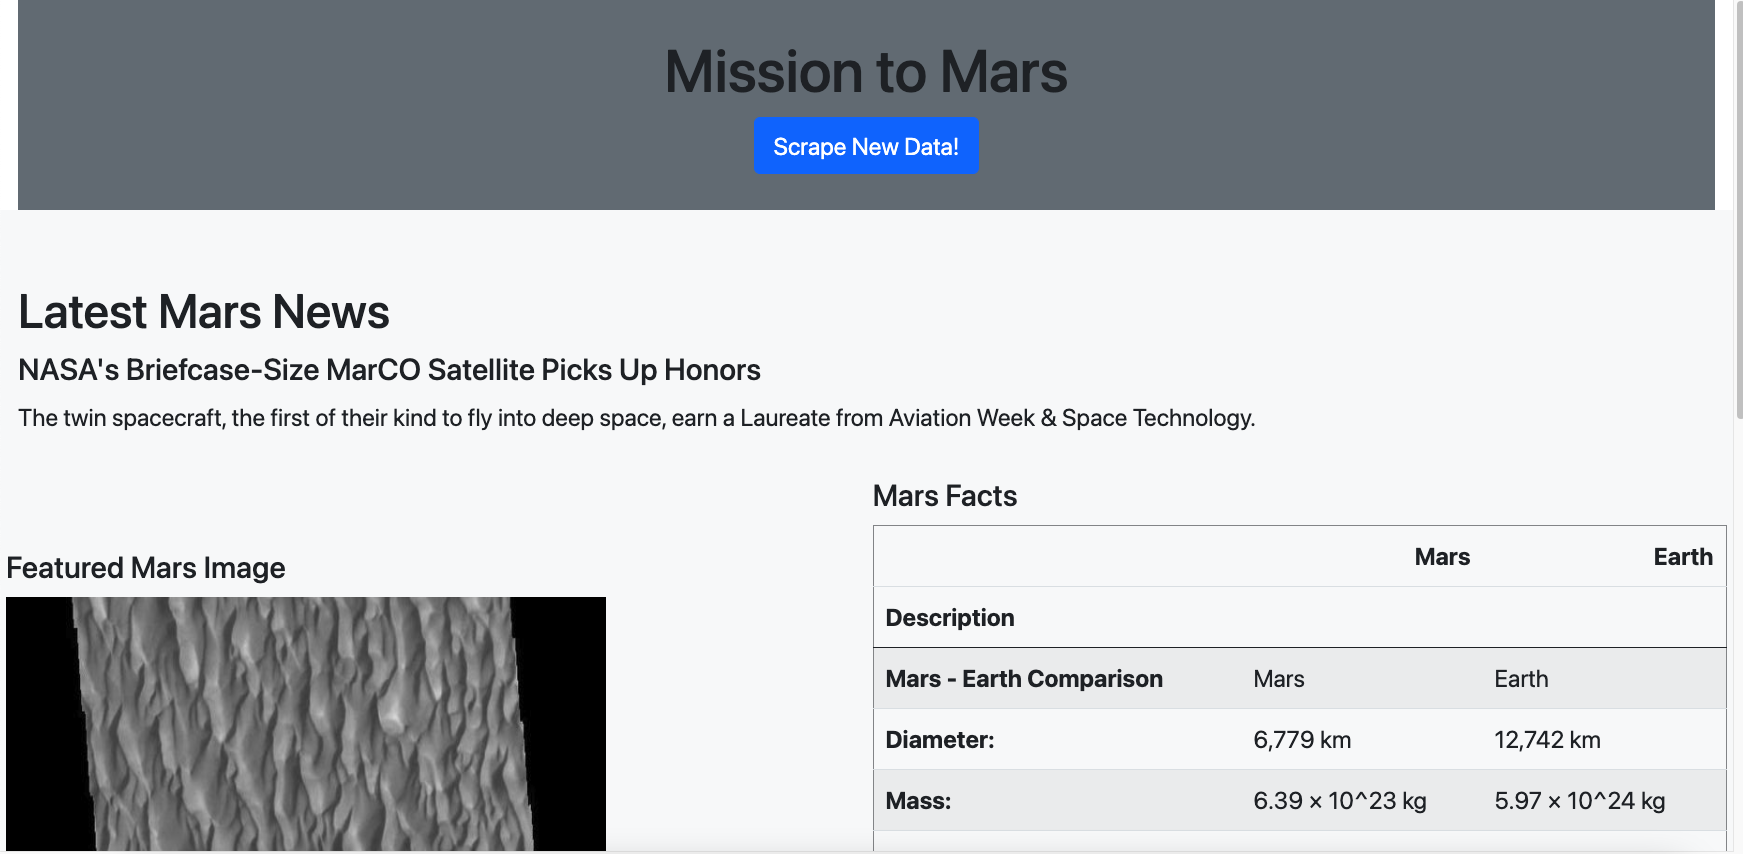 Mission to Mars
Scrape New Data!
Latest Mars News
NASA's Briefcase-Size MarCO Satellite Picks Up Honors
The twin spacecraft, the first of their kind to fly into deep space, earn a Laureate from Aviation Week & Space Technology.
Featured Mars Image
Mars Facts
Mars Earth
Description
Mars - Earth Comparison Mars Earth
Diameter: 6,779 km 12,742 km
Mass: 6.39 × 10^23 kg 5.97 × 10^24 kg